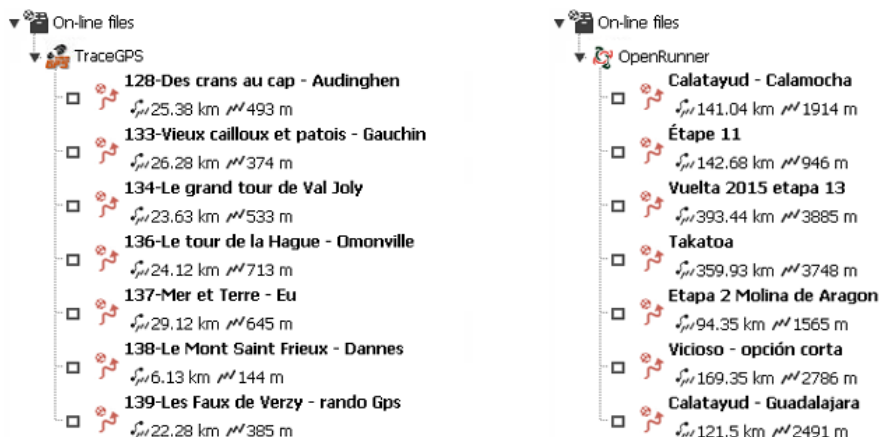 On-line files
TraceGPS
128-Des crans au cap - Audinghen
25.38 km 493 m
133-Vieux cailloux et patois - Gauchin
26.28 km 374 m
134-Le grand tour de Val Joly
23.63 km 533 m
136-Le tour de la Hague - Omonville
24.12 km 713 m
137-Mer et Terre - Eu
29.12 km 645 m
138-Le Mont Saint Frieux - Dannes
6.13 km 144 m
139-Les Faux de Verzy - rando Gps
22.28 km 385 m
On-line files
OpenRunner
Calatayud - Calamocha
141.04 km 1914 m
Étape 11
142.68 km 946 m
Vuelta 2015 etapa 13
393.44 km 3885 m
Takatoa
359.93 km 3748 m
Etapa 2 Molina de Aragon
94.35 km 1565 m
Vicioso - opción corta
169.35 km 2786 m
Calatayud - Guadalajara
121.5 km 2491 m